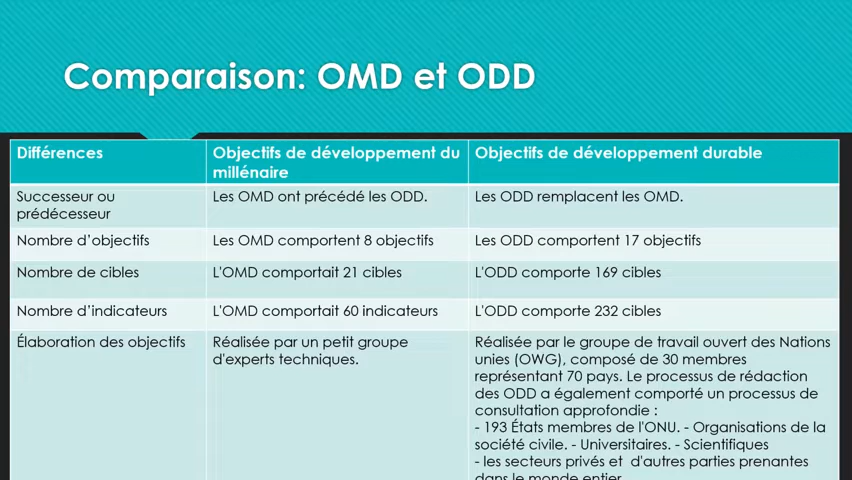 Comparaison: OMD et ODD
Différences
Objectifs de développement du
millénaire
Objectifs de développement durable
Successeur ou
prédécesseur
Les OMD ont précédé les ODD.
Les ODD remplacent les OMD.
Nombre d’objectifs
Les OMD comportent 8 objectifs
Les ODD comportent 17 objectifs
Nombre de cibles
L'OMD comportait 21 cibles
L'ODD comporte 169 cibles
Nombre d’indicateurs
L'OMD comportait 60 indicateurs
L'ODD comporte 232 cibles
Élaboration des objectifs
Réalisée par un petit groupe
d'experts techniques.
Réalisée par le groupe de travail ouvert des Nations
unies (OWG), composé de 30 membres
représentant 70 pays. Le processus de rédaction
des ODD a également comporté un processus de
consultation approfondie :
- 193 États membres de l'ONU. - Organisations de la
société civile. - Universitaires. - Scientifiques
- les secteurs privés et d'autres parties prenantes
dans le monde entier